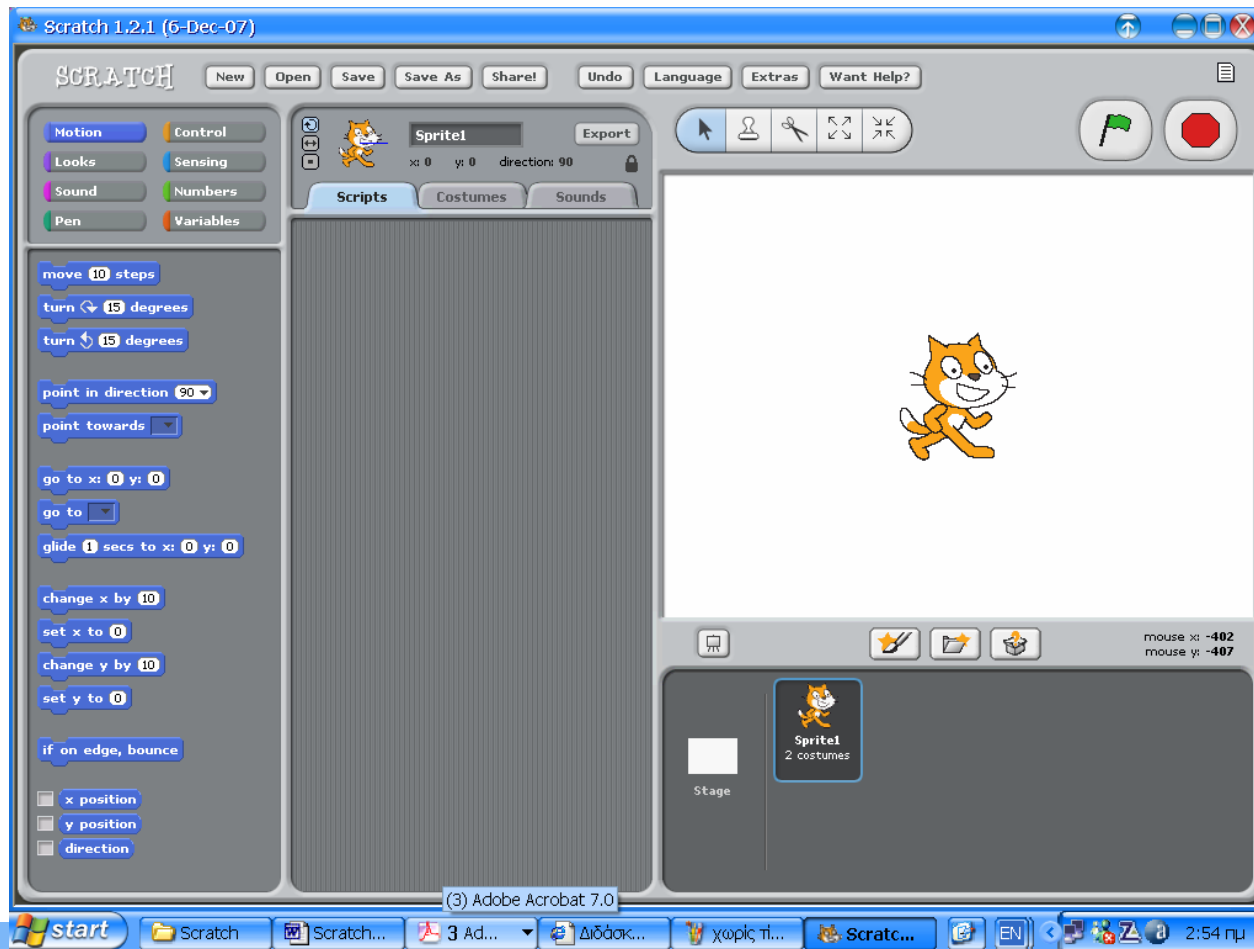 Scratch 1.2.1 (6-Dec-07)
SCRATCH New Open Save Save As Share! Undo Language Extras Want Help?
Motion Control
Looks Sensing
Sound Numbers
Pen Variables
Sprite1 Export
x: 0 y: 0 direction: 90
Scripts Costumes Sounds
move 10 steps
turn 15 degrees
turn 15 degrees
point in direction 90
point towards
go to x: 0 y: 0
go to
glide 1 secs to x: 0 y: 0
change x by 10
set x to 0
change y by 10
set y to 0
if on edge, bounce
x position
y position
direction
mouse x: -402
mouse y: -407
Sprite1
2 costumes
Stage
(3) Adobe Acrobat 7.0
start Scratch Scratch... 3 Ad... Διδάσκ... χωρίς τί... Scratc... EN 2:54 πμ